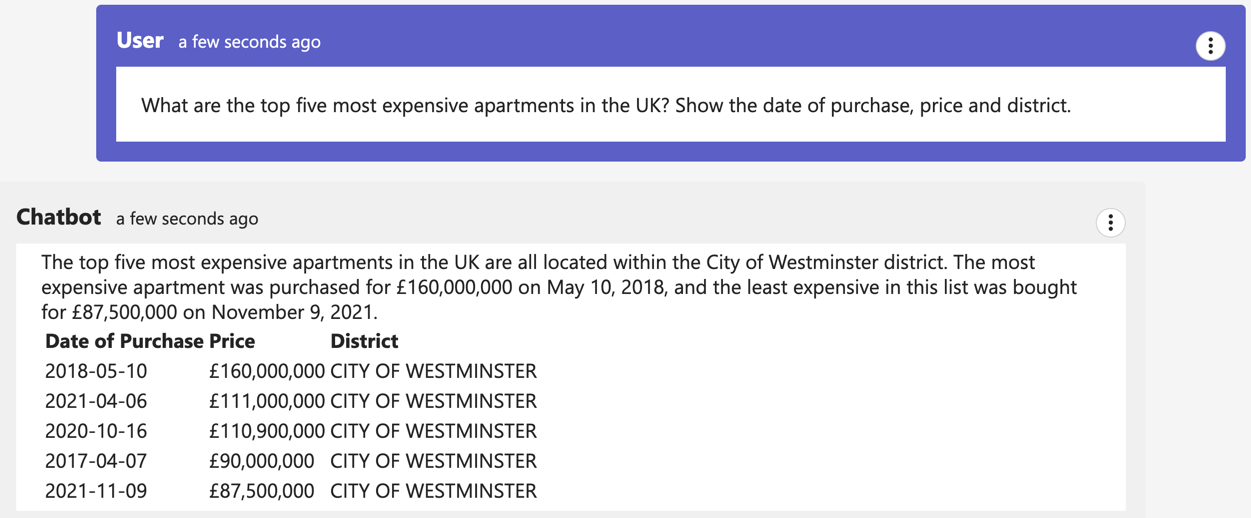 User a few seconds ago
What are the top five most expensive apartments in the UK? Show the date of purchase, price and district.
Chatbot a few seconds ago
The top five most expensive apartments in the UK are all located within the City of Westminster district. The most
expensive apartment was purchased for £160,000,000 on May 10, 2018, and the least expensive in this list was bought
for £87,500,000 on November 9, 2021.
Date of Purchase Price District
2018-05-10 £160,000,000 CITY OF WESTMINSTER
2021-04-06 £111,000,000 CITY OF WESTMINSTER
2020-10-16 £110,900,000 CITY OF WESTMINSTER
2017-04-07 £90,000,000 CITY OF WESTMINSTER
2021-11-09 £87,500,000 CITY OF WESTMINSTER